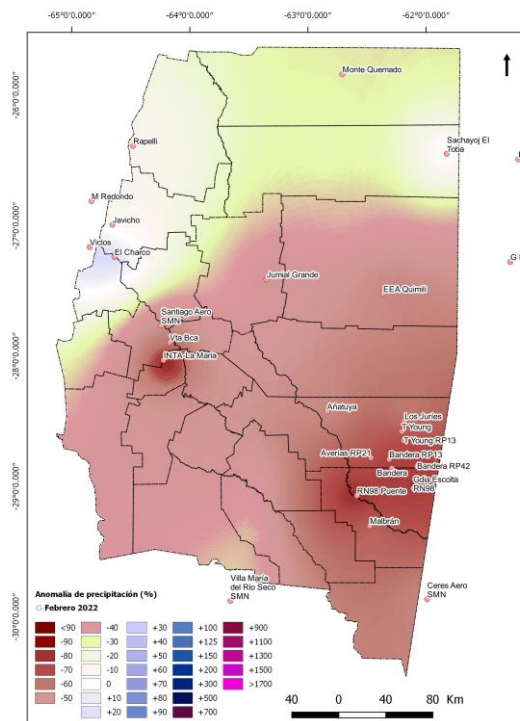 -65°0'0.000"
-64°0'0.000"
-63°0'0.000"
-62°0'0.000"
-26°0'0.000"
-27°0'0.000"
-28°0'0.000"
-29°0'0.000"
-30°0'0.000"
Monte Quemado
Rapelli
Sachayoj El
Toba
M Redondo
Javicho
Viclos
El Charco
G
Jumial Grande
EEA Quimili
Santiago Aero
SMN
Vta Bca
INTA-La Maria
Añatuya
Los Juries
T Young
T Young RP13
Averías RP21
Bandera RP13
Bandera RP42
Bandera
Gdia Escolta
RN98
RN98 Puente
Malbrán
Villa María
del Rio Seco
SMN
Ceres Aero
SMN
Anomalía de precipitación (%)
Febrero 2022
<90 -40 +30 +100 +900
-90 -30 +40 +125 +1100
-80 -20 +50 +150 +1300
-70 -10 +60 +200 +1500
-60 0 +70 +300 >1700
-50 +10 +80 +500
+20 +90 +700
40 0 40 80 Km